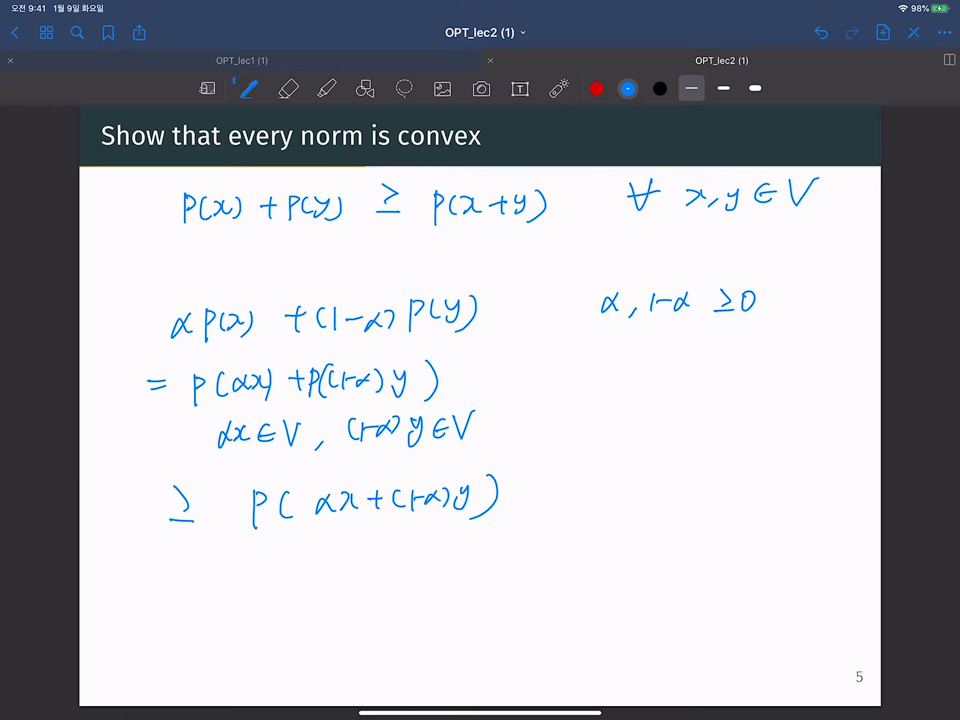 오전 9:41 1월 9일 화요일
98%
OPT_lec2 (1)
OPT_lec1 (1)
OPT_lec2 (1)
Show that every norm is convex
P(x) + P(y) ≥ P(x+y) ∀ x, y ∈ V
α P(x) + (1-α) P(y) α, 1-α ≥ 0
= P(αx) + P((1-α) y )
αx ∈ V , (1-α) y ∈ V
≥ P( αx + (1-α) y )
5